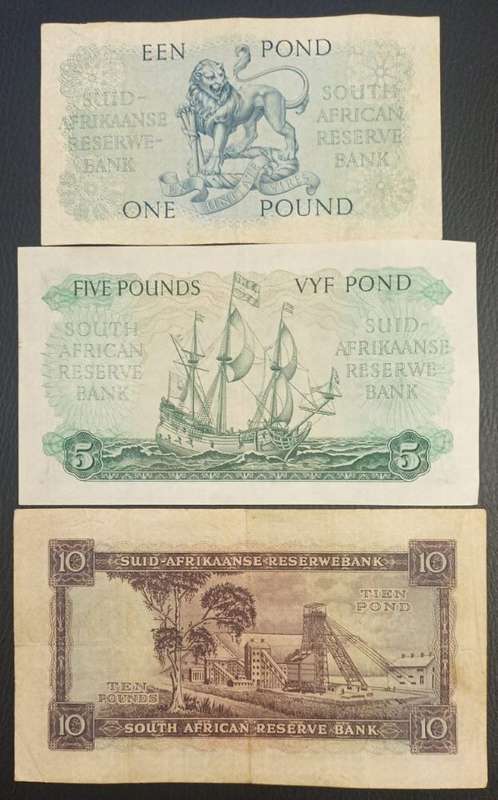 EEN POND
SUID-
AFRIKAANSE
RESERWE-
BANK
SOUTH
AFRICAN
RESERVE
BANK
ONE POUND
FIVE POUNDS VYF POND
SOUTH
AFRICAN
RESERVE
BANK
SUID-
AFRIKAANSE
RESERWE-
BANK
5 5
10 SUID-AFRIKAANSE RESERWEBANK 10
TIEN
POND
TEN
POUNDS
10 SOUTH AFRICAN RESERVE BANK 10